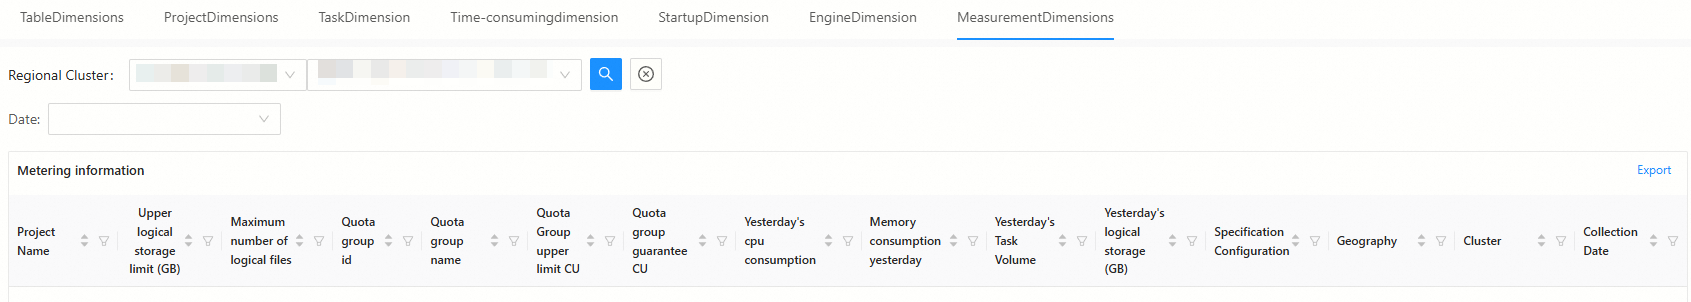 TableDimensions ProjectDimensions TaskDimension Time-consumingdimension StartupDimension EngineDimension MeasurementDimensions
Regional Cluster:
Date:
Metering information Export
Project Name
Upper logical storage limit (GB)
Maximum number of logical files
Quota group id
Quota group name
Quota Group upper limit CU
Quota group guarantee CU
Yesterday's cpu consumption
Memory consumption yesterday
Yesterday's Task Volume
Yesterday's logical storage (GB)
Specification Configuration
Geography
Cluster
Collection Date